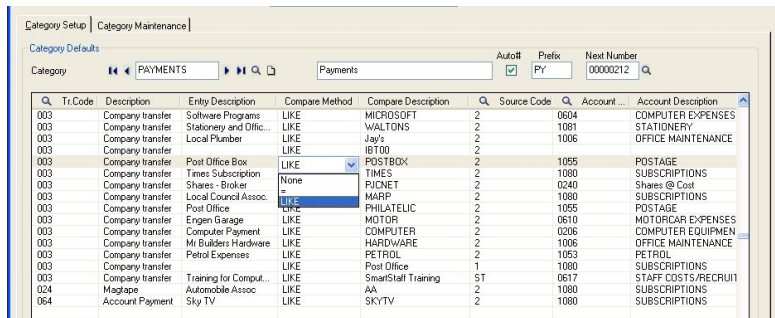 Category Setup Category Maintenance
Category Defaults
Auto# Prefix Next Number
Category PAYMENTS Payments PY 00000212
Tr.Code Description Entry Description Compare Method Compare Description Source Code Account ... Account Description
003 Company transfer Software Programs LIKE MICROSOFT 2 0604 COMPUTER EXPENSES
003 Company transfer Stationery and Offic... LIKE WALTONS 2 1081 STATIONERY
003 Company transfer Local Plumber LIKE Jay's 2 1006 OFFICE MAINTENANCE
003 Company transfer LIKE IBT00 2
003 Company transfer Post Office Box LIKE POSTBOX 2 1055 POSTAGE
003 Company transfer Times Subscription None TIMES 2 1080 SUBSCRIPTIONS
003 Company transfer Shares - Broker = PJCNET 2 0240 Shares @ Cost
003 Company transfer Local Council Assoc. LIKE MARP 2 1080 SUBSCRIPTIONS
003 Company transfer Post Office LIKE PHILATELIC 2 1055 POSTAGE
003 Company transfer Engen Garage LIKE MOTOR 2 0610 MOTORCAR EXPENSES
003 Company transfer Computer Payment LIKE COMPUTER 2 0206 COMPUTER EQUIPMEN
003 Company transfer Mr Builders Hardware LIKE HARDWARE 2 1006 OFFICE MAINTENANCE
003 Company transfer Petrol Expenses LIKE PETROL 2 1053 PETROL
003 Company transfer LIKE Post Office 1 1080 SUBSCRIPTIONS
003 Company transfer Training for Comput... LIKE SmartStaff Training ST 0617 STAFF COSTS/RECRUIT
024 Magtape Automobile Assoc LIKE AA 2 1080 SUBSCRIPTIONS
064 Account Payment Sky TV LIKE SKYTV 2 1080 SUBSCRIPTIONS